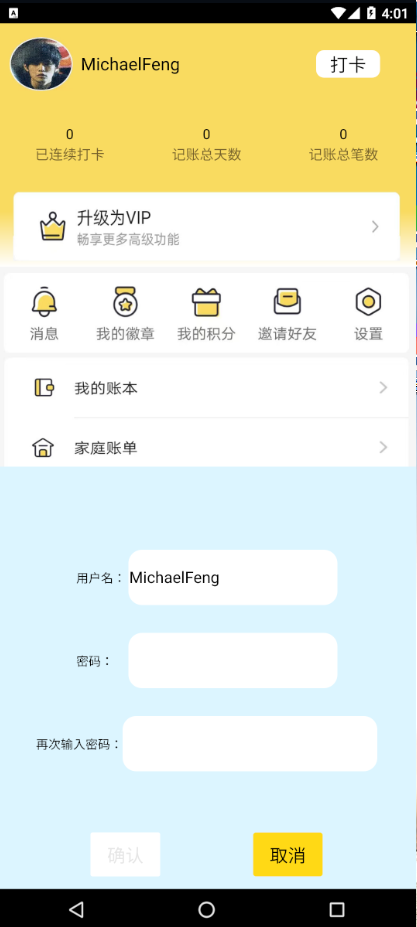 4:01
MichaelFeng
打卡
0 0 0
已连续打卡 记账总天数 记账总笔数
升级为VIP
畅享更多高级功能
消息 我的徽章 我的积分 邀请好友 设置
我的账本
家庭账单
用户名： MichaelFeng
密码：
再次输入密码：
确认 取消